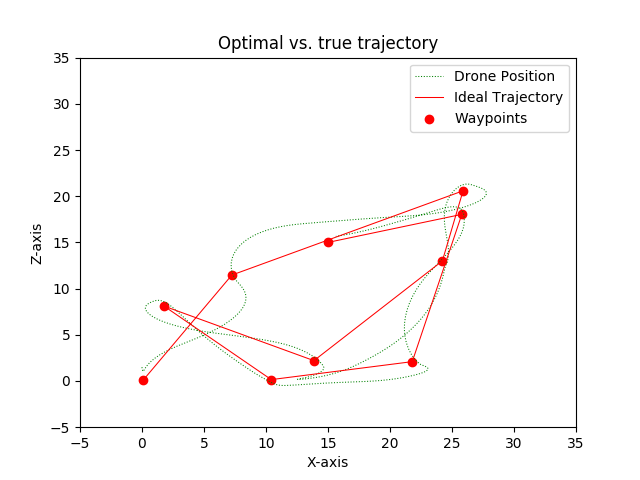 Optimal vs. true trajectory
Drone Position
Ideal Trajectory
Waypoints
35
30
25
20
15
10
5
0
−5
Z-axis
−5 0 5 10 15 20 25 30 35
X-axis